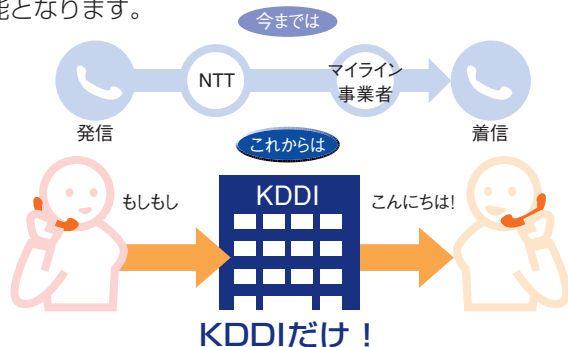 能となります。
今までは
NTT
マイライン
事業者
発信
着信
これからは
もしもし
KDDI
こんにちは!
KDDIだけ！